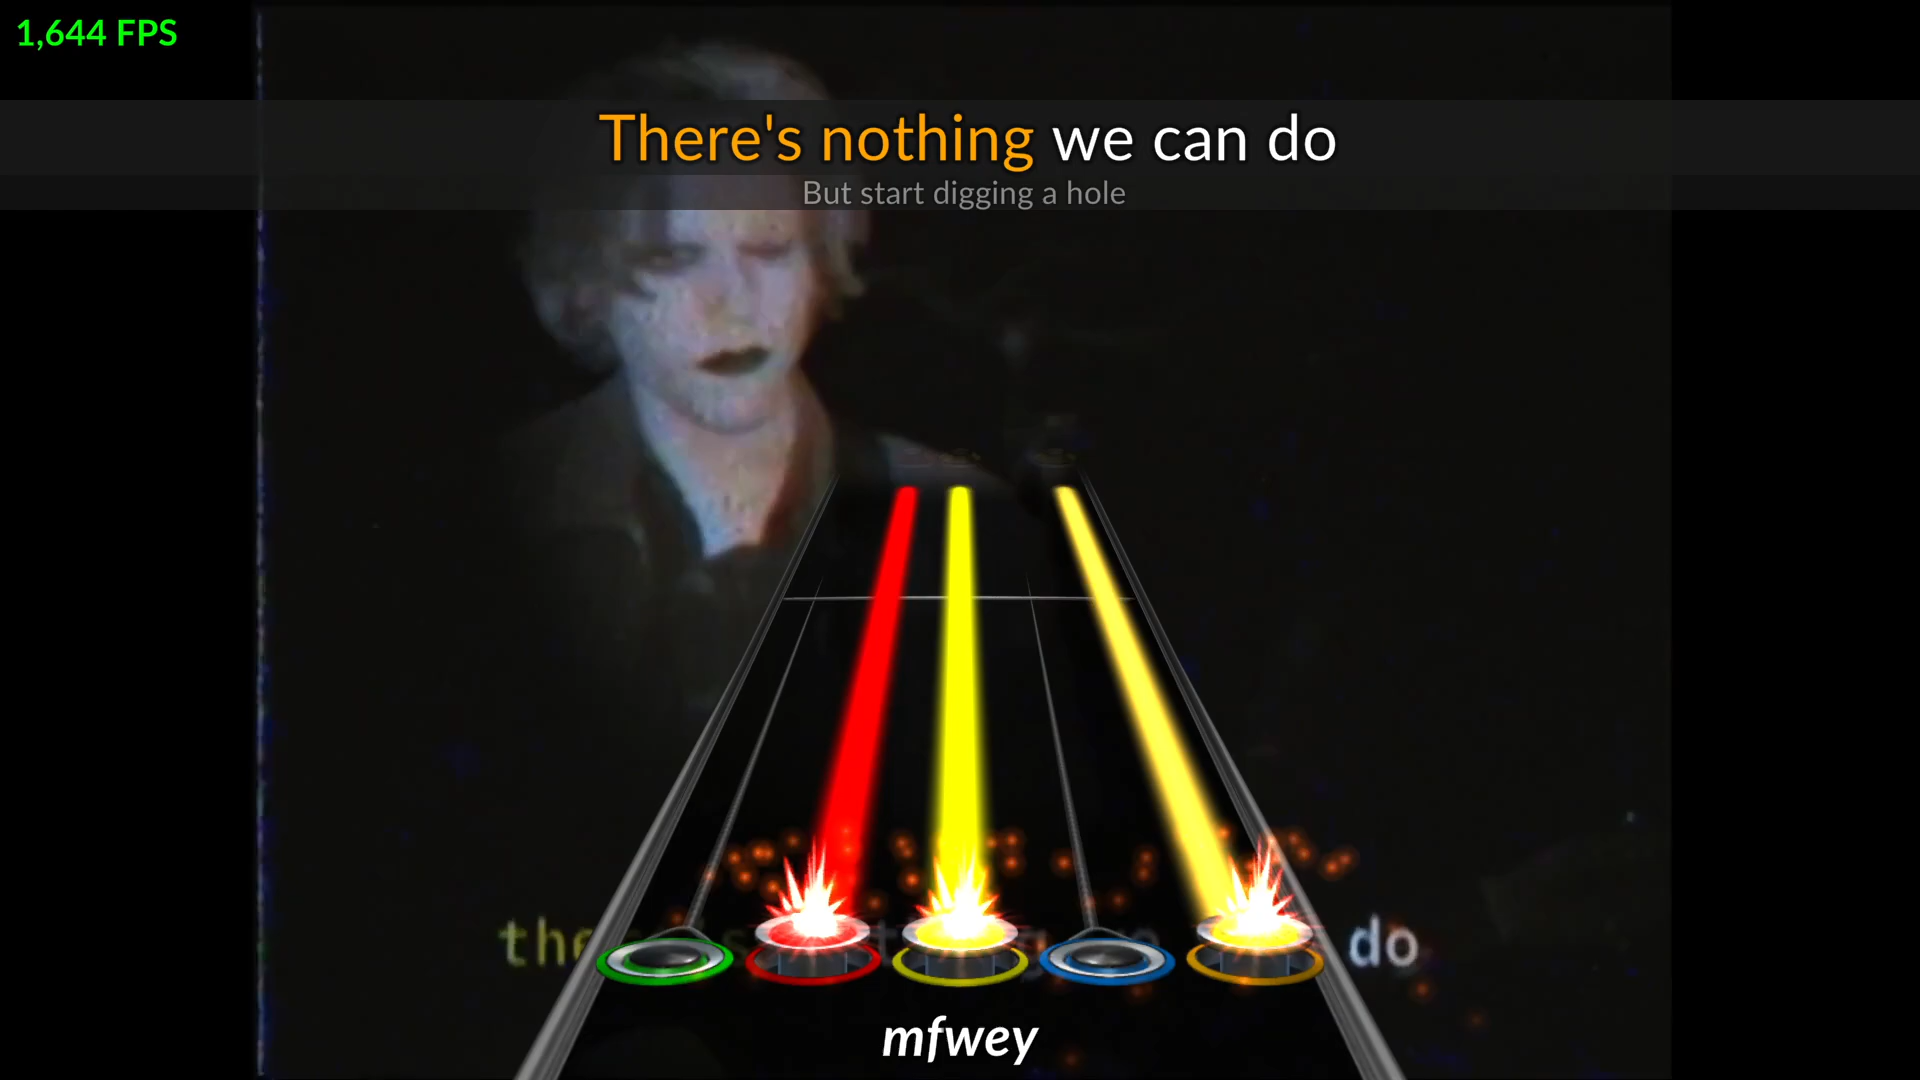 1,644 FPS
There's nothing we can do
But start digging a hole
do
mfwey